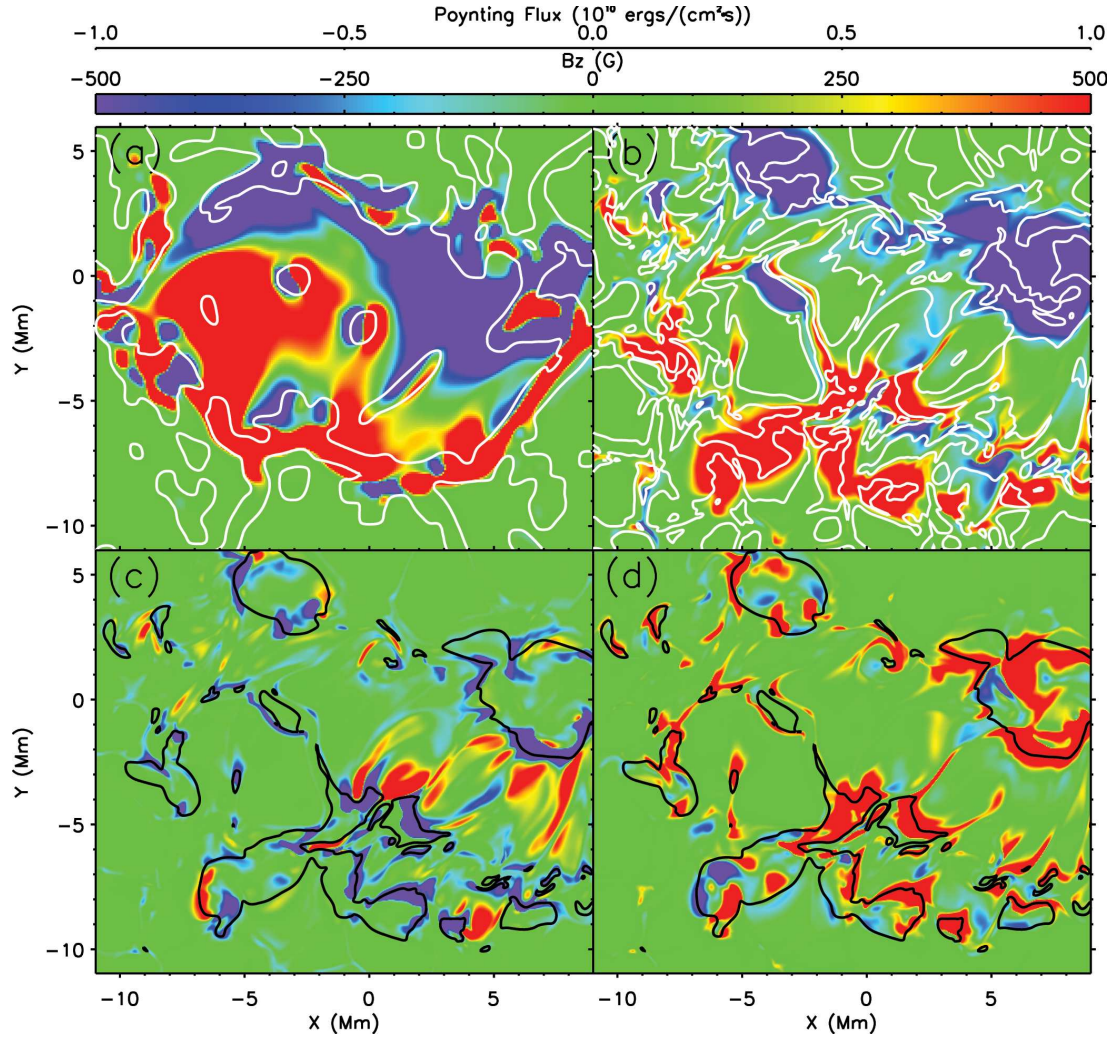 Poynting Flux (10¹⁰ ergs/(cm²·s))
−1.0 −0.5 0.0 0.5 1.0
Bz (G)
−500 −250 0 250 500
(a) (b)
5
0
−5
−10
Y (Mm)
(c) (d)
5
0
−5
−10
Y (Mm)
−10 −5 0 5 −10 −5 0 5
X (Mm) X (Mm)